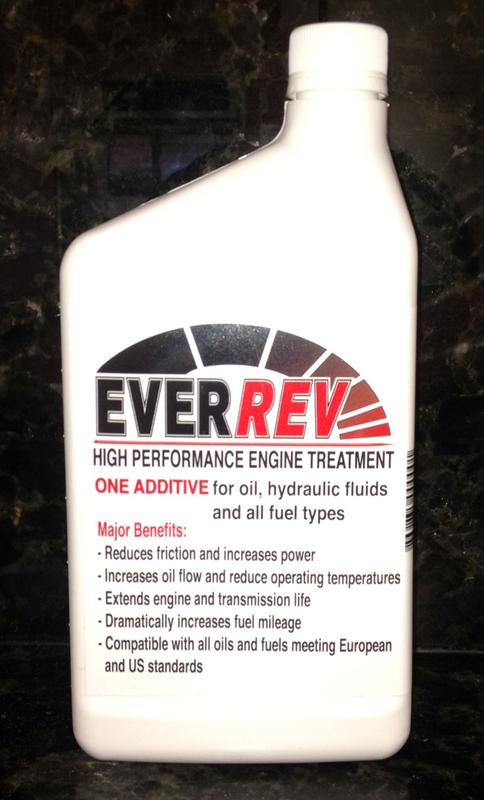 EVERREV
HIGH PERFORMANCE ENGINE TREATMENT
ONE ADDITIVE for oil, hydraulic fluids
and all fuel types
Major Benefits:
- Reduces friction and increases power
- Increases oil flow and reduce operating temperatures
- Extends engine and transmission life
- Dramatically increases fuel mileage
- Compatible with all oils and fuels meeting European
and US standards